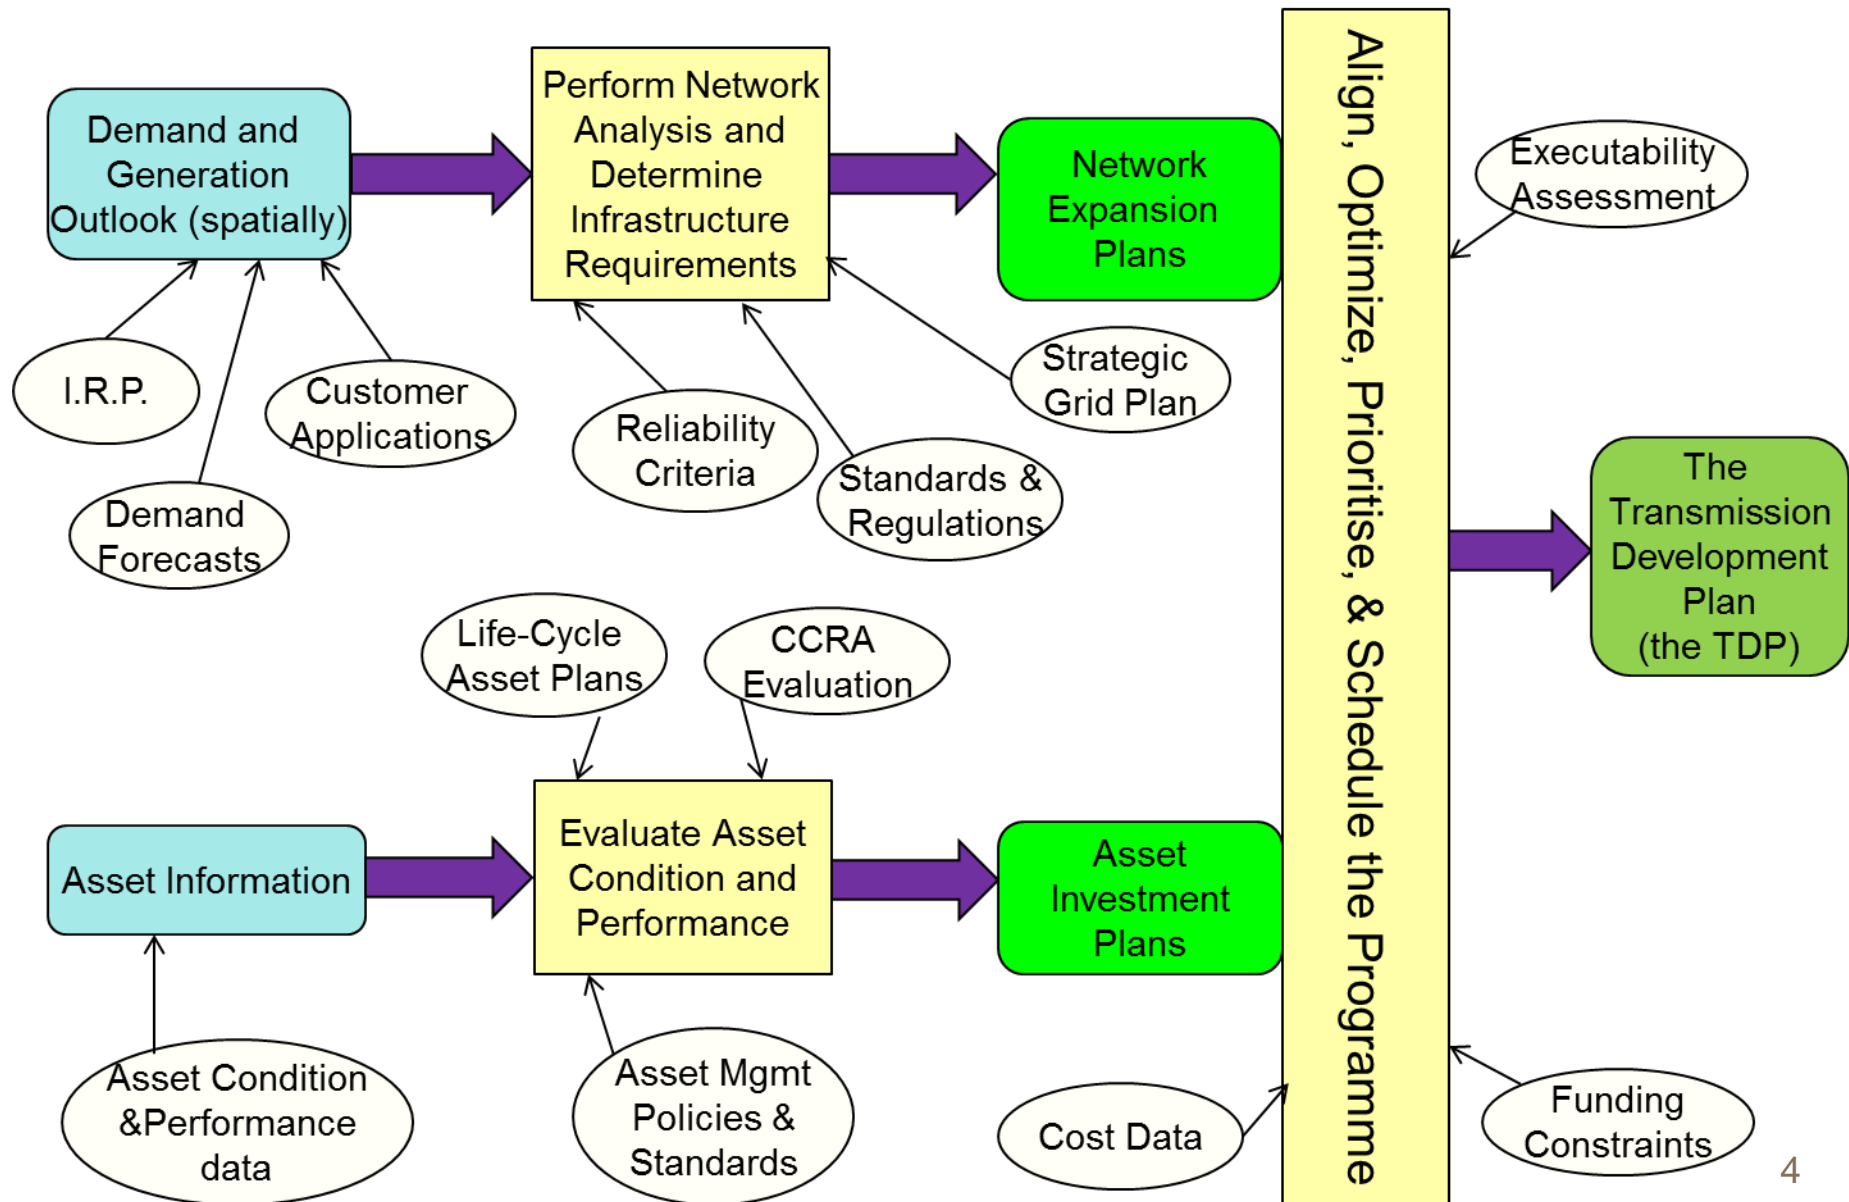 Demand and
Generation
Outlook (spatially)
Perform Network
Analysis and
Determine
Infrastructure
Requirements
Network
Expansion
Plans
Align, Optimize, Prioritise, & Schedule the Programme
Executability
Assessment
I.R.P.
Customer
Applications
Demand
Forecasts
Reliability
Criteria
Standards &
Regulations
Strategic
Grid Plan
The
Transmission
Development
Plan
(the TDP)
Life-Cycle
Asset Plans
CCRA
Evaluation
Asset Information
Evaluate Asset
Condition and
Performance
Asset
Investment
Plans
Asset Condition
&Performance
data
Asset Mgmt
Policies &
Standards
Cost Data
Funding
Constraints
4